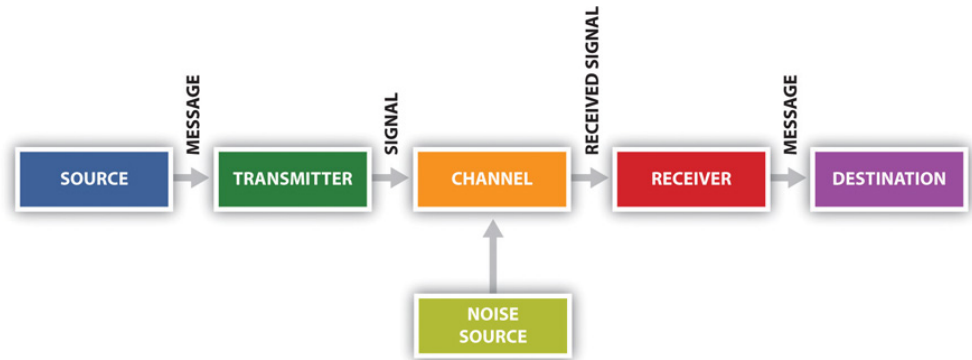 MESSAGE
SIGNAL
RECEIVED SIGNAL
MESSAGE
SOURCE
TRANSMITTER
CHANNEL
RECEIVER
DESTINATION
NOISE
SOURCE